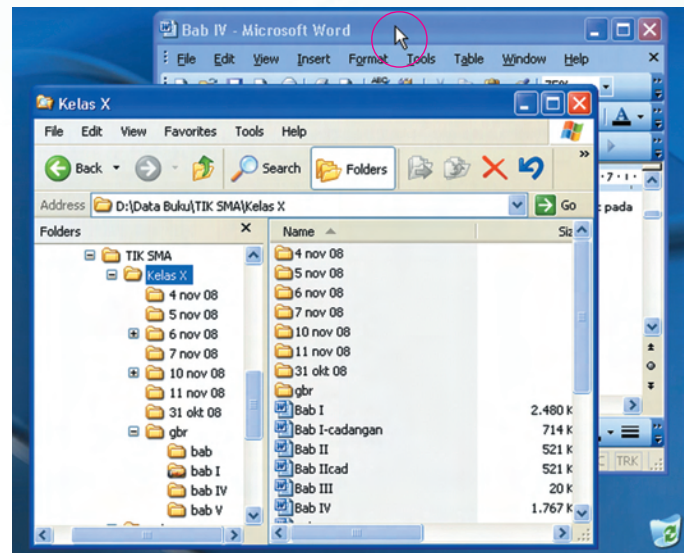 Bab IV - Microsoft Word
File Edit View Insert Format Tools Table Window Help
75%
Kelas X
File Edit View Favorites Tools Help
Back Search Folders
Address D:\Data Buku\TIK SMA\Kelas X Go
pada
Folders
TIK SMA
Kelas X
4 nov 08
5 nov 08
6 nov 08
7 nov 08
10 nov 08
11 nov 08
31 okt 08
gbr
bab
bab I
bab IV
bab V
Name
4 nov 08
5 nov 08
6 nov 08
7 nov 08
10 nov 08
11 nov 08
31 okt 08
gbr
Bab I 2.480 K
Bab I-cadangan 714 K
Bab II 521 K
Bab IIcad 521 K
Bab III 20 K
Bab IV 1.767 K
TRK